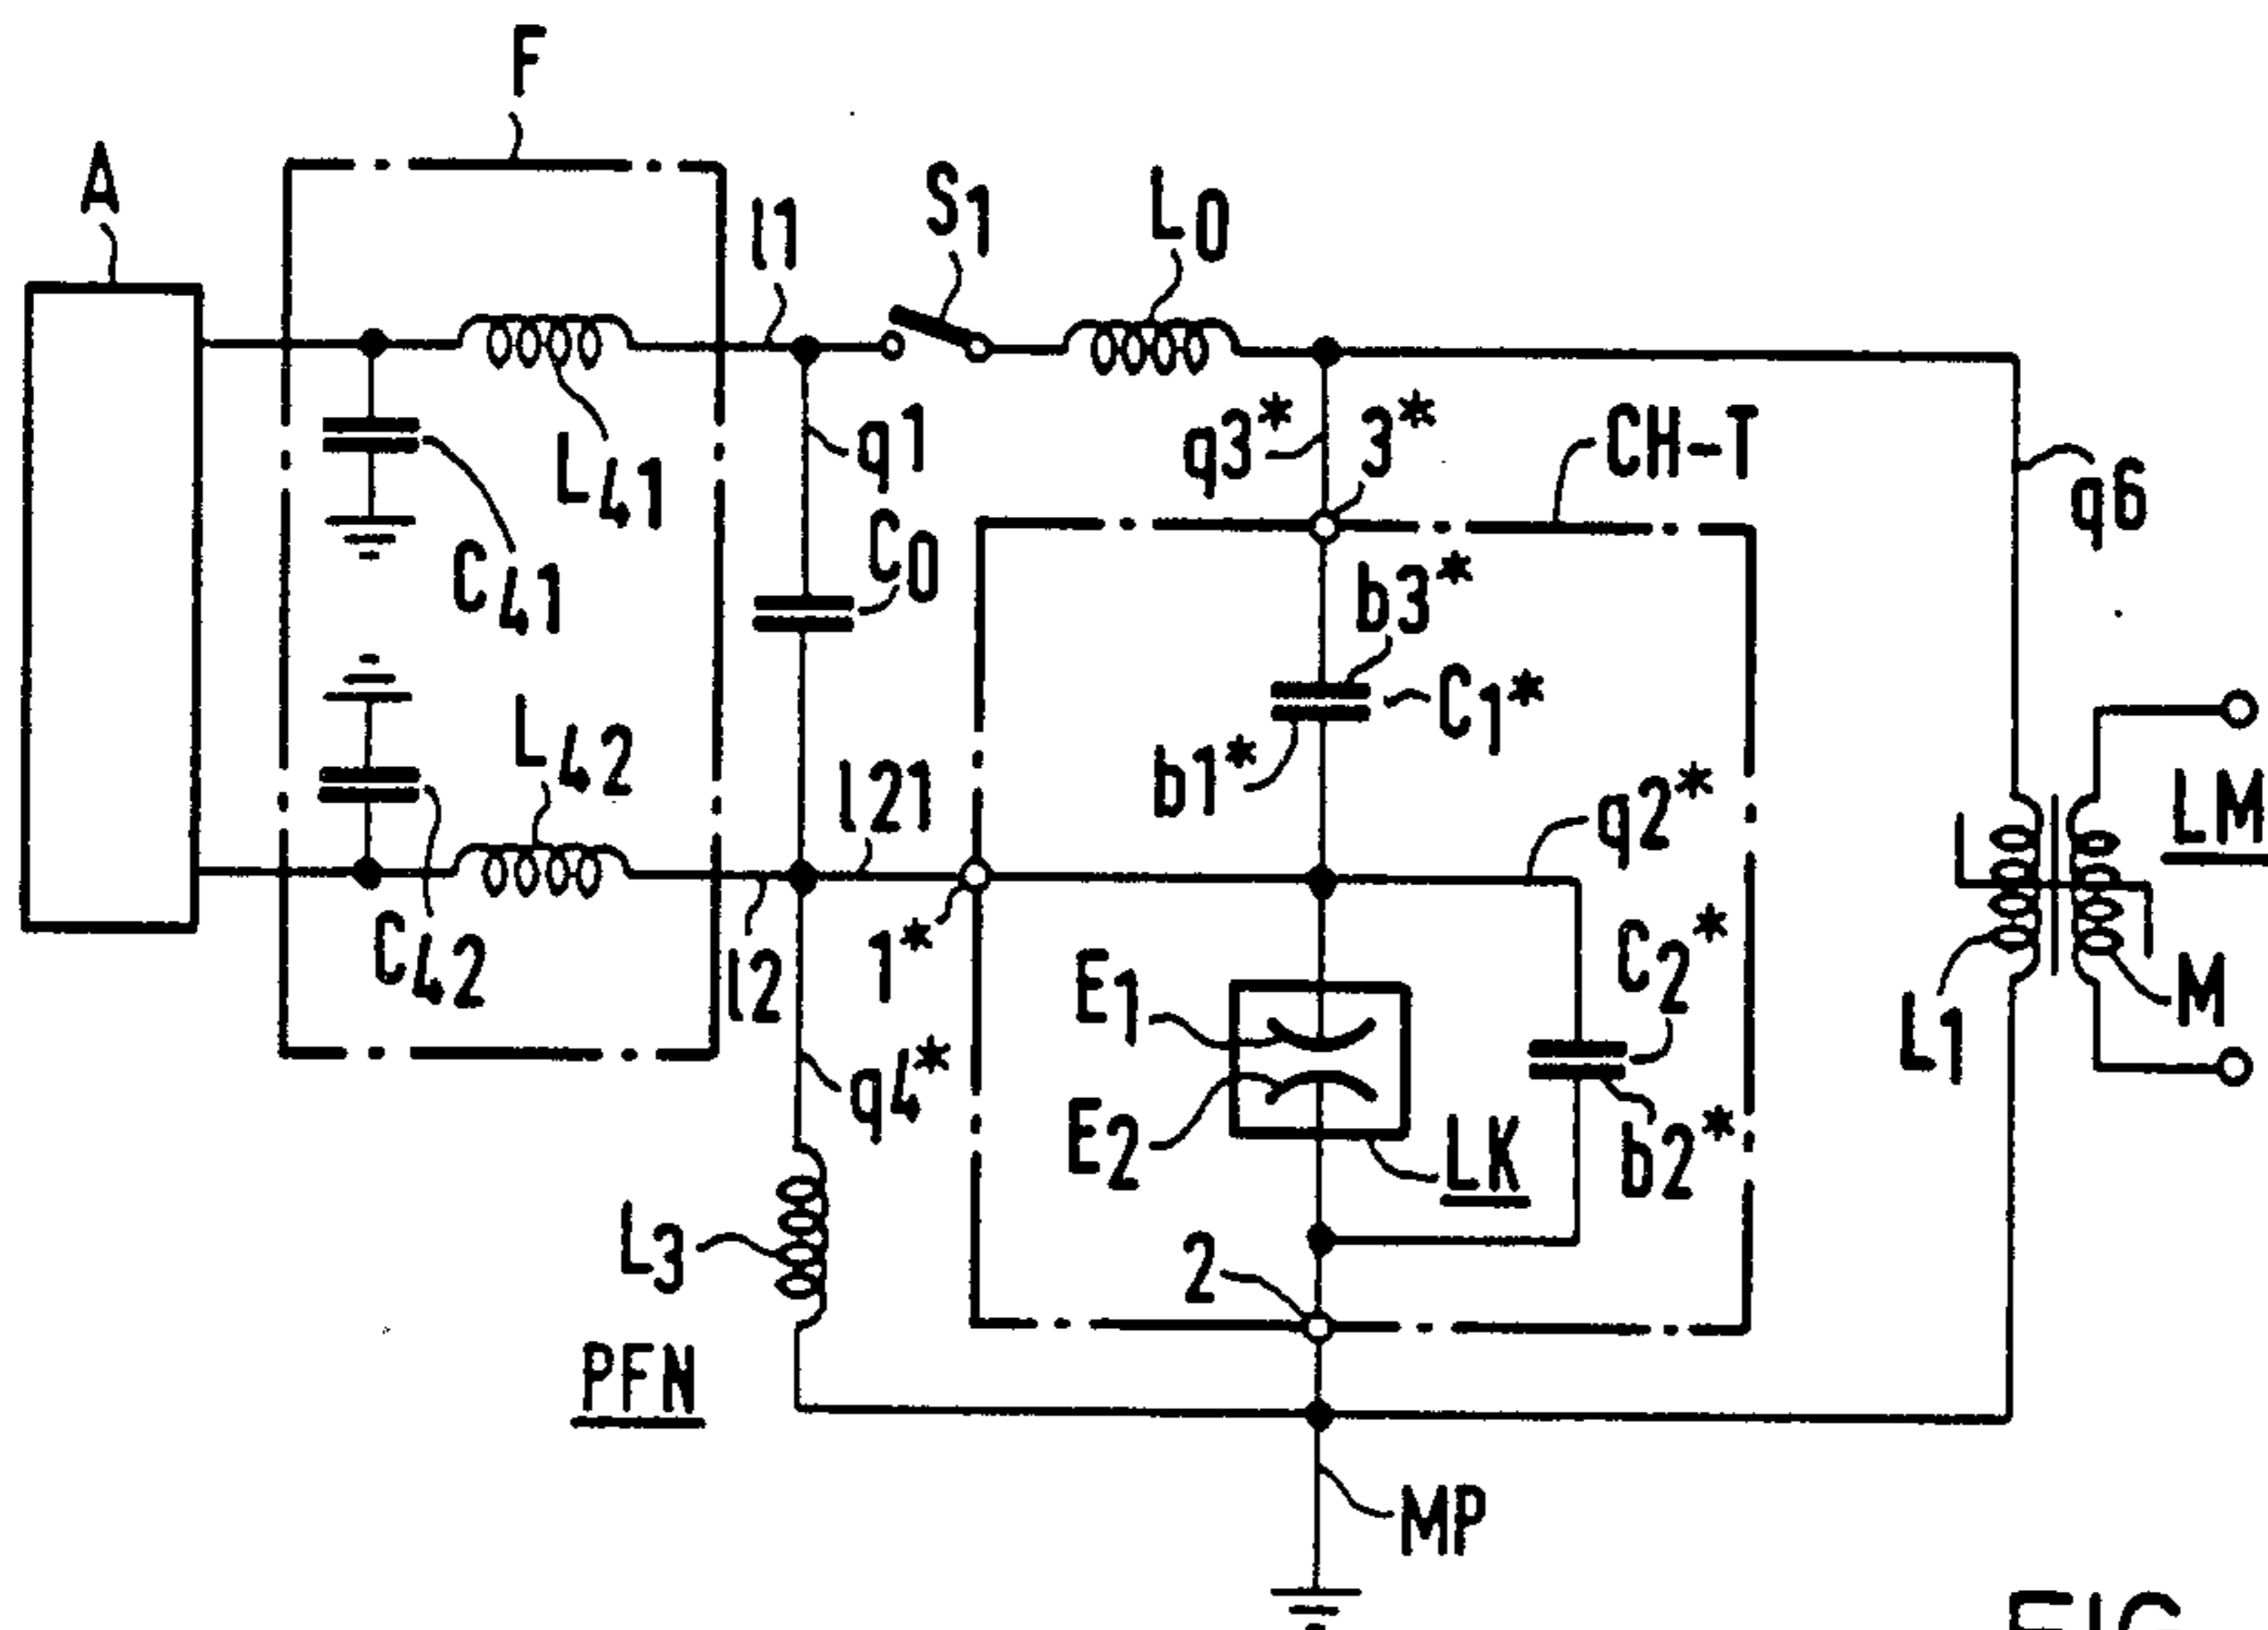 F
A
l1
S1
L0
L41
q1
q3*
3*
CH-T
q6
C41
C0
b3*
C1*
b1*
L42
l21
q2*
LM
C42
l2
1*
E1
C2*
M
L1
q4*
E2
LK
b2*
L3
2
PFN
MP